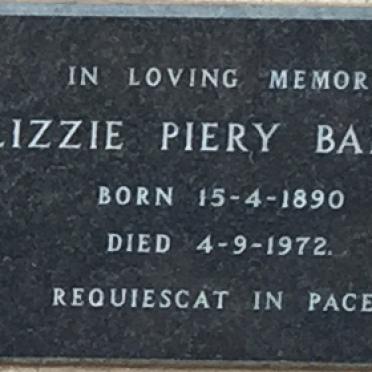 IN LOVING MEMOR
LIZZIE PIERY BA
BORN 15-4-1890
DIED 4-9-1972.
REQUIESCAT IN PACE